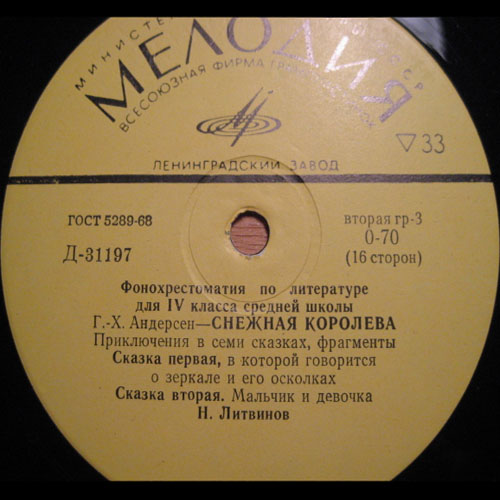 МИНИСТЕ
СССР
МЕЛОДИЯ
ВСЕСОЮЗНАЯ ФИРМА
▽ 33
ЛЕНИНГРАДСКИЙ ЗАВОД
ГОСТ 5289-68
вторая гр-3
Д-31197
0-70
(16 сторон)
Фонохрестоматия по литературе
для IV класса средней школы
Г.-Х. Андерсен—СНЕЖНАЯ КОРОЛЕВА
Приключения в семи сказках, фрагменты
Сказка первая, в которой говорится
о зеркале и его осколках
Сказка вторая. Мальчик и девочка
Н. Литвинов